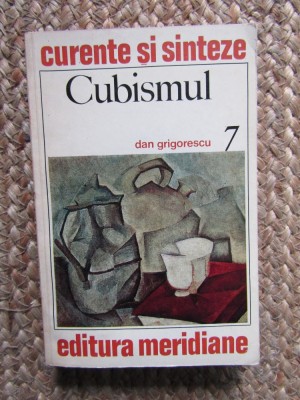 curente și sinteze
Cubismul
dan grigorescu 7
editura meridiane